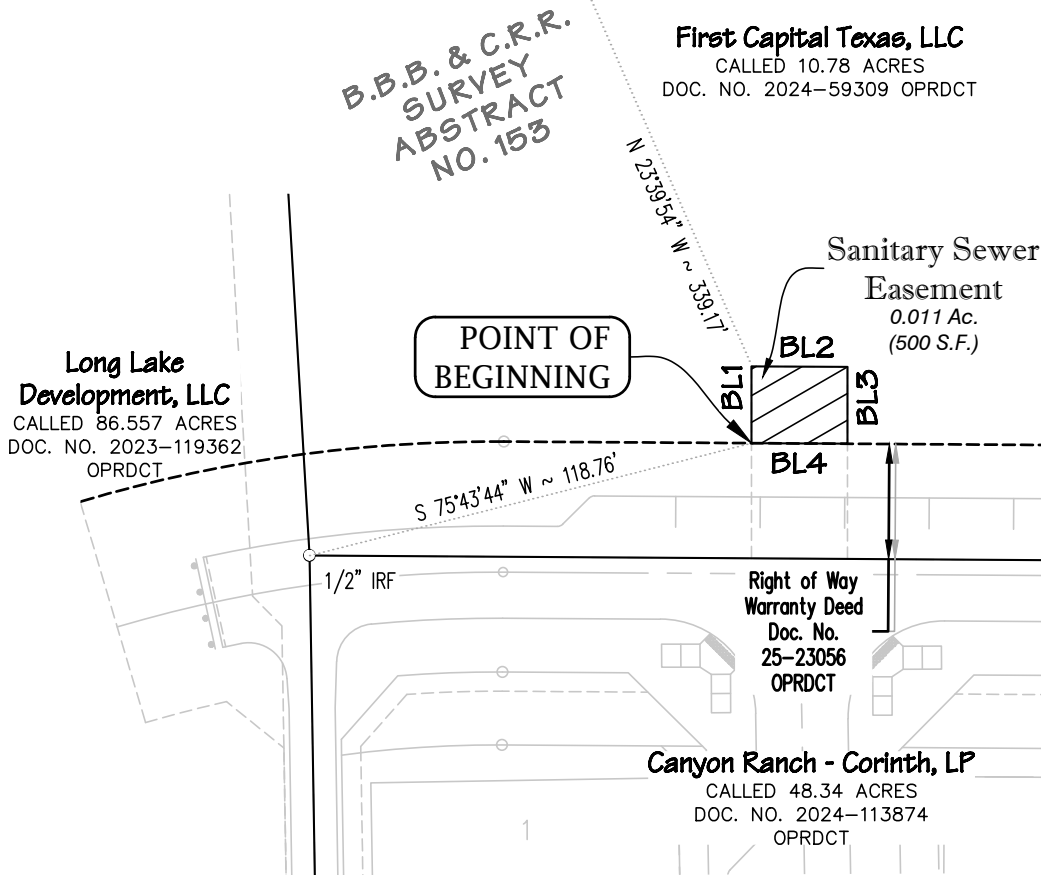 B.B.B. & C.R.R.
SURVEY
ABSTRACT
NO. 153
First Capital Texas, LLC
CALLED 10.78 ACRES
DOC. NO. 2024–59309 OPRDCT
N 23°39'54" W ~ 339.17'
Sanitary Sewer
Easement
0.011 Ac.
(500 S.F.)
POINT OF
BEGINNING
BL1
BL2
BL3
BL4
Long Lake
Development, LLC
CALLED 86.557 ACRES
DOC. NO. 2023–119362
OPRDCT
S 75°43'44" W ~ 118.76'
1/2" IRF
Right of Way
Warranty Deed
Doc. No.
25–23056
OPRDCT
Canyon Ranch - Corinth, LP
CALLED 48.34 ACRES
DOC. NO. 2024–113874
OPRDCT
1